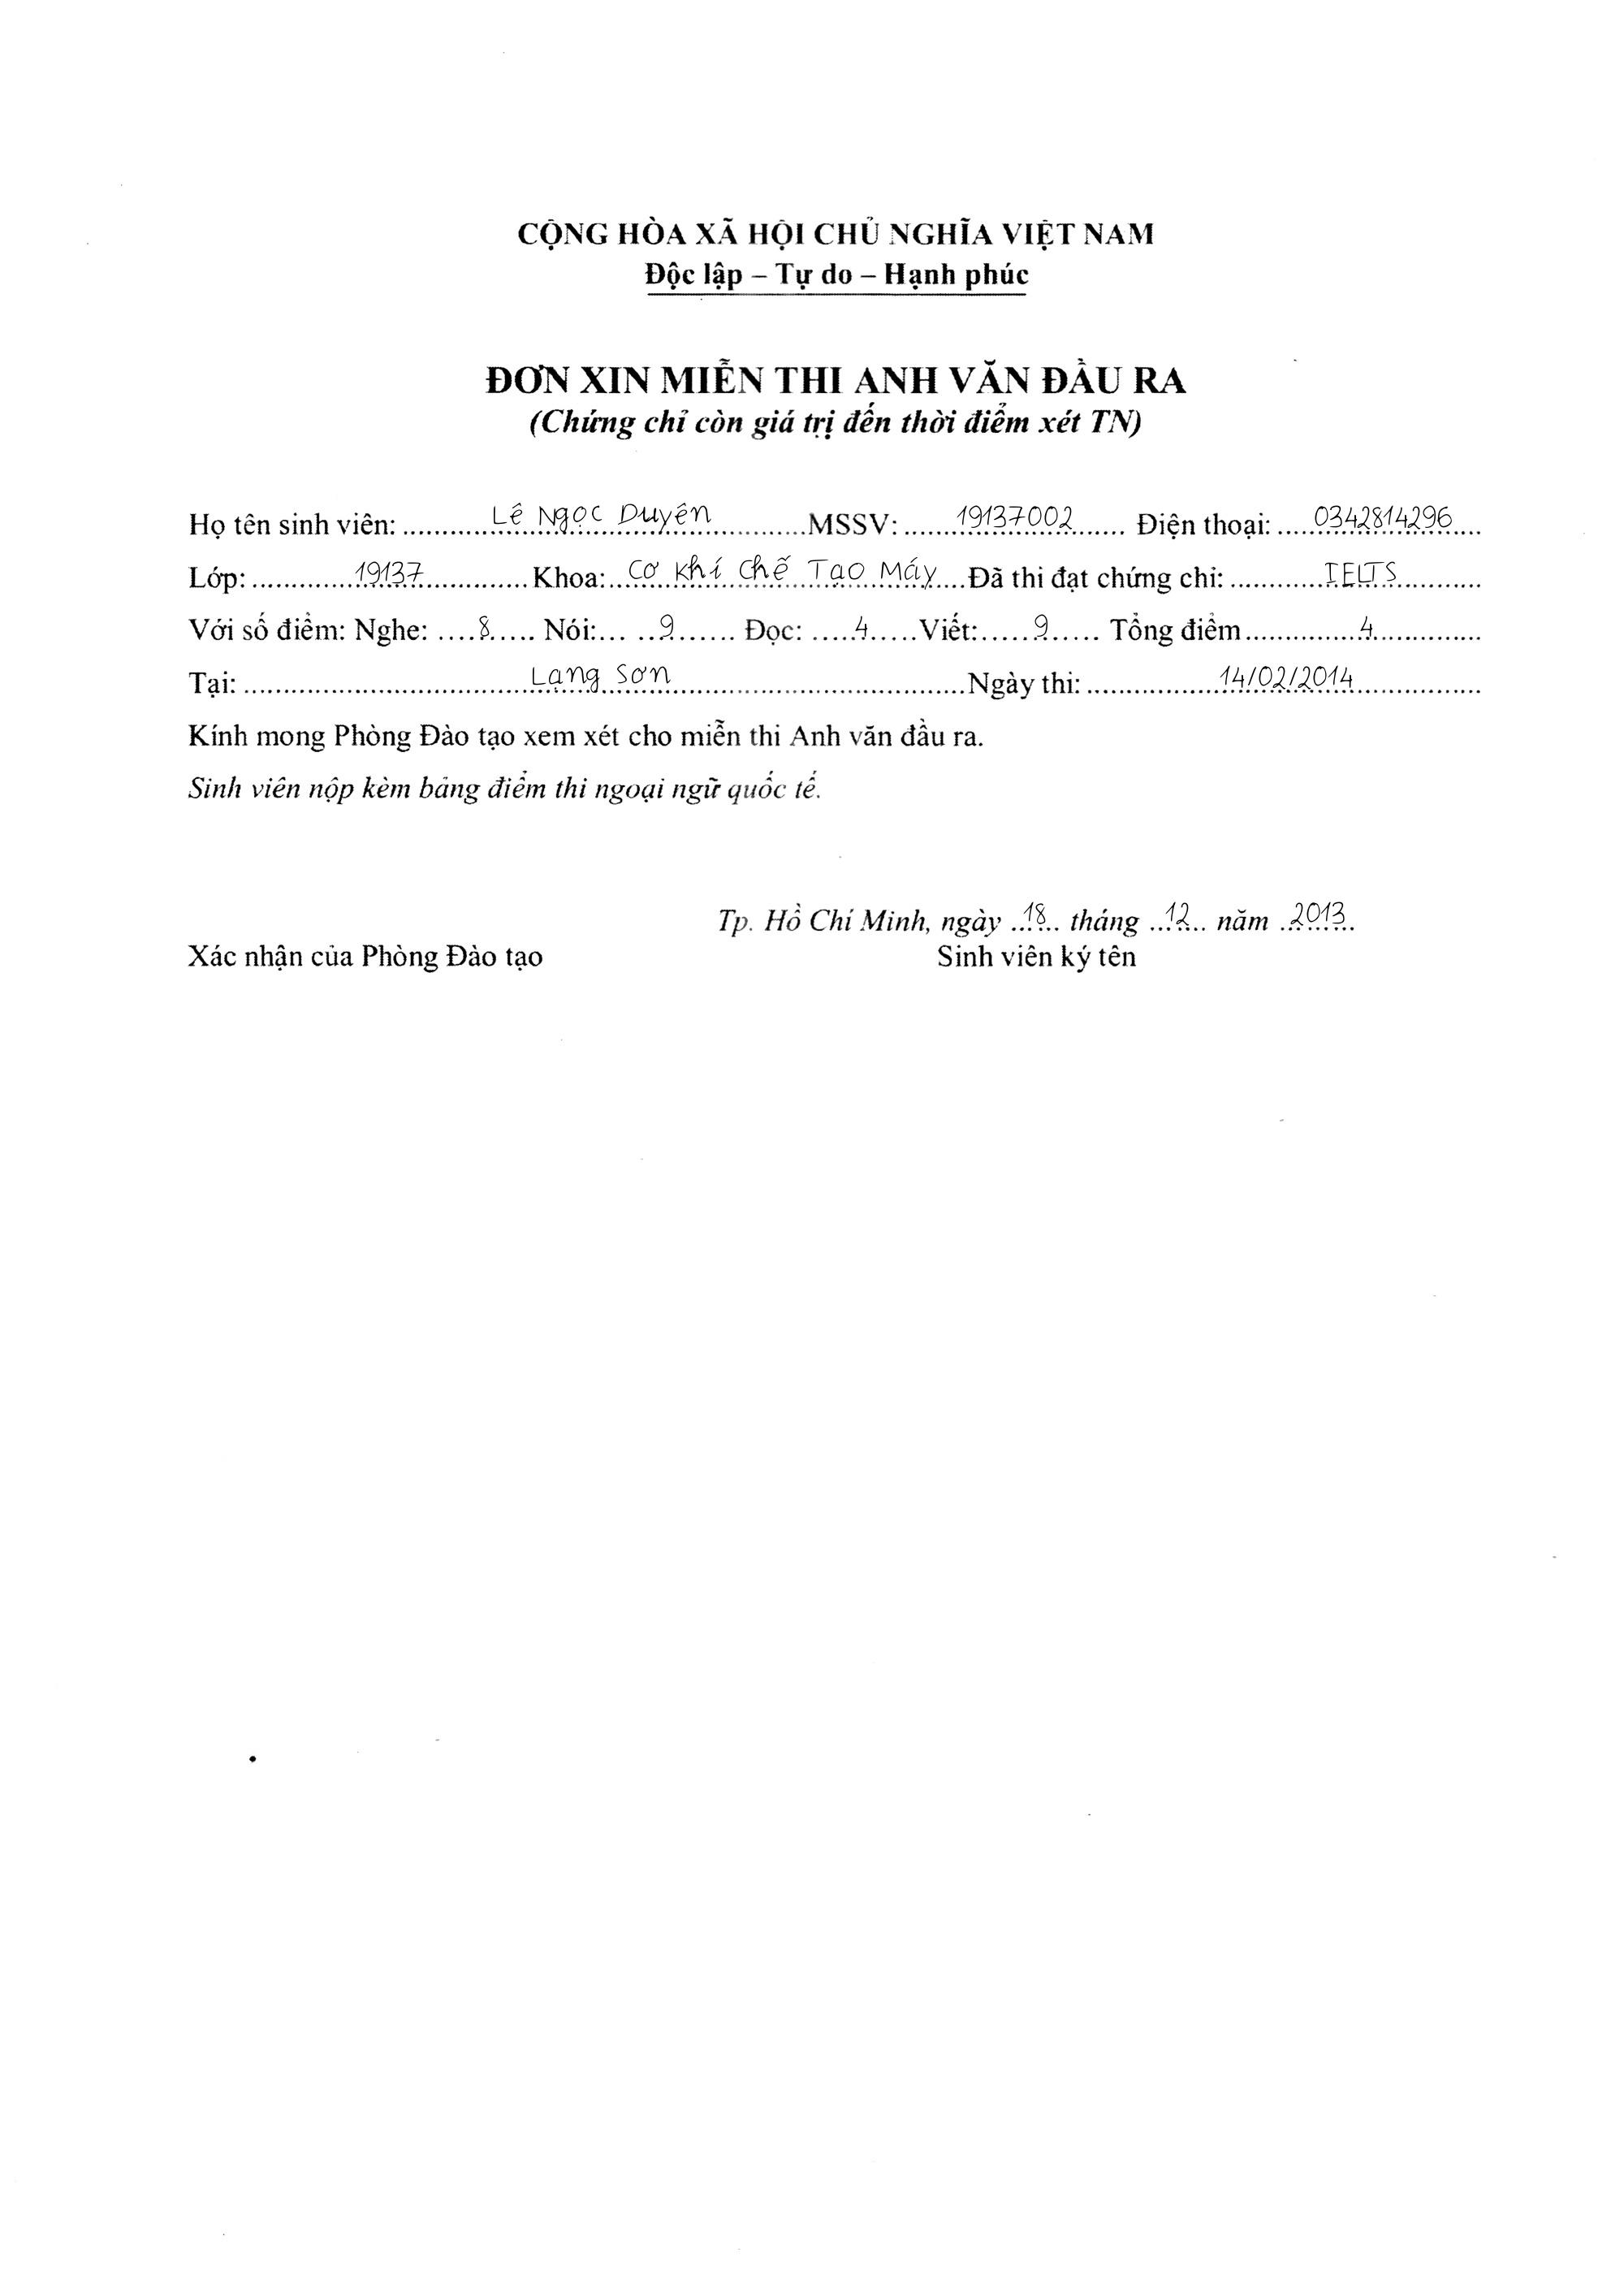 CỘNG HÒA XÃ HỘI CHỦ NGHĨA VIỆT NAM
Độc lập – Tự do – Hạnh phúc
ĐƠN XIN MIỄN THI ANH VĂN ĐẦU RA
(Chứng chỉ còn giá trị đến thời điểm xét TN)
Họ tên sinh viên: Lê Ngọc Duyên MSSV: 19137002 Điện thoại: 0342814296
Lớp: 19137 Khoa: Cơ Khí Chế Tạo Máy Đã thi đạt chứng chỉ: IELTS
Với số điểm: Nghe: 8 Nói: 9 Đọc: 4 Viết: 9 Tổng điểm 4
Tại: Lạng Sơn Ngày thi: 14/02/2014
Kính mong Phòng Đào tạo xem xét cho miễn thi Anh văn đầu ra.
Sinh viên nộp kèm bảng điểm thi ngoại ngữ quốc tế.
Tp. Hồ Chí Minh, ngày 18 tháng 12 năm 2013
Xác nhận của Phòng Đào tạo Sinh viên ký tên